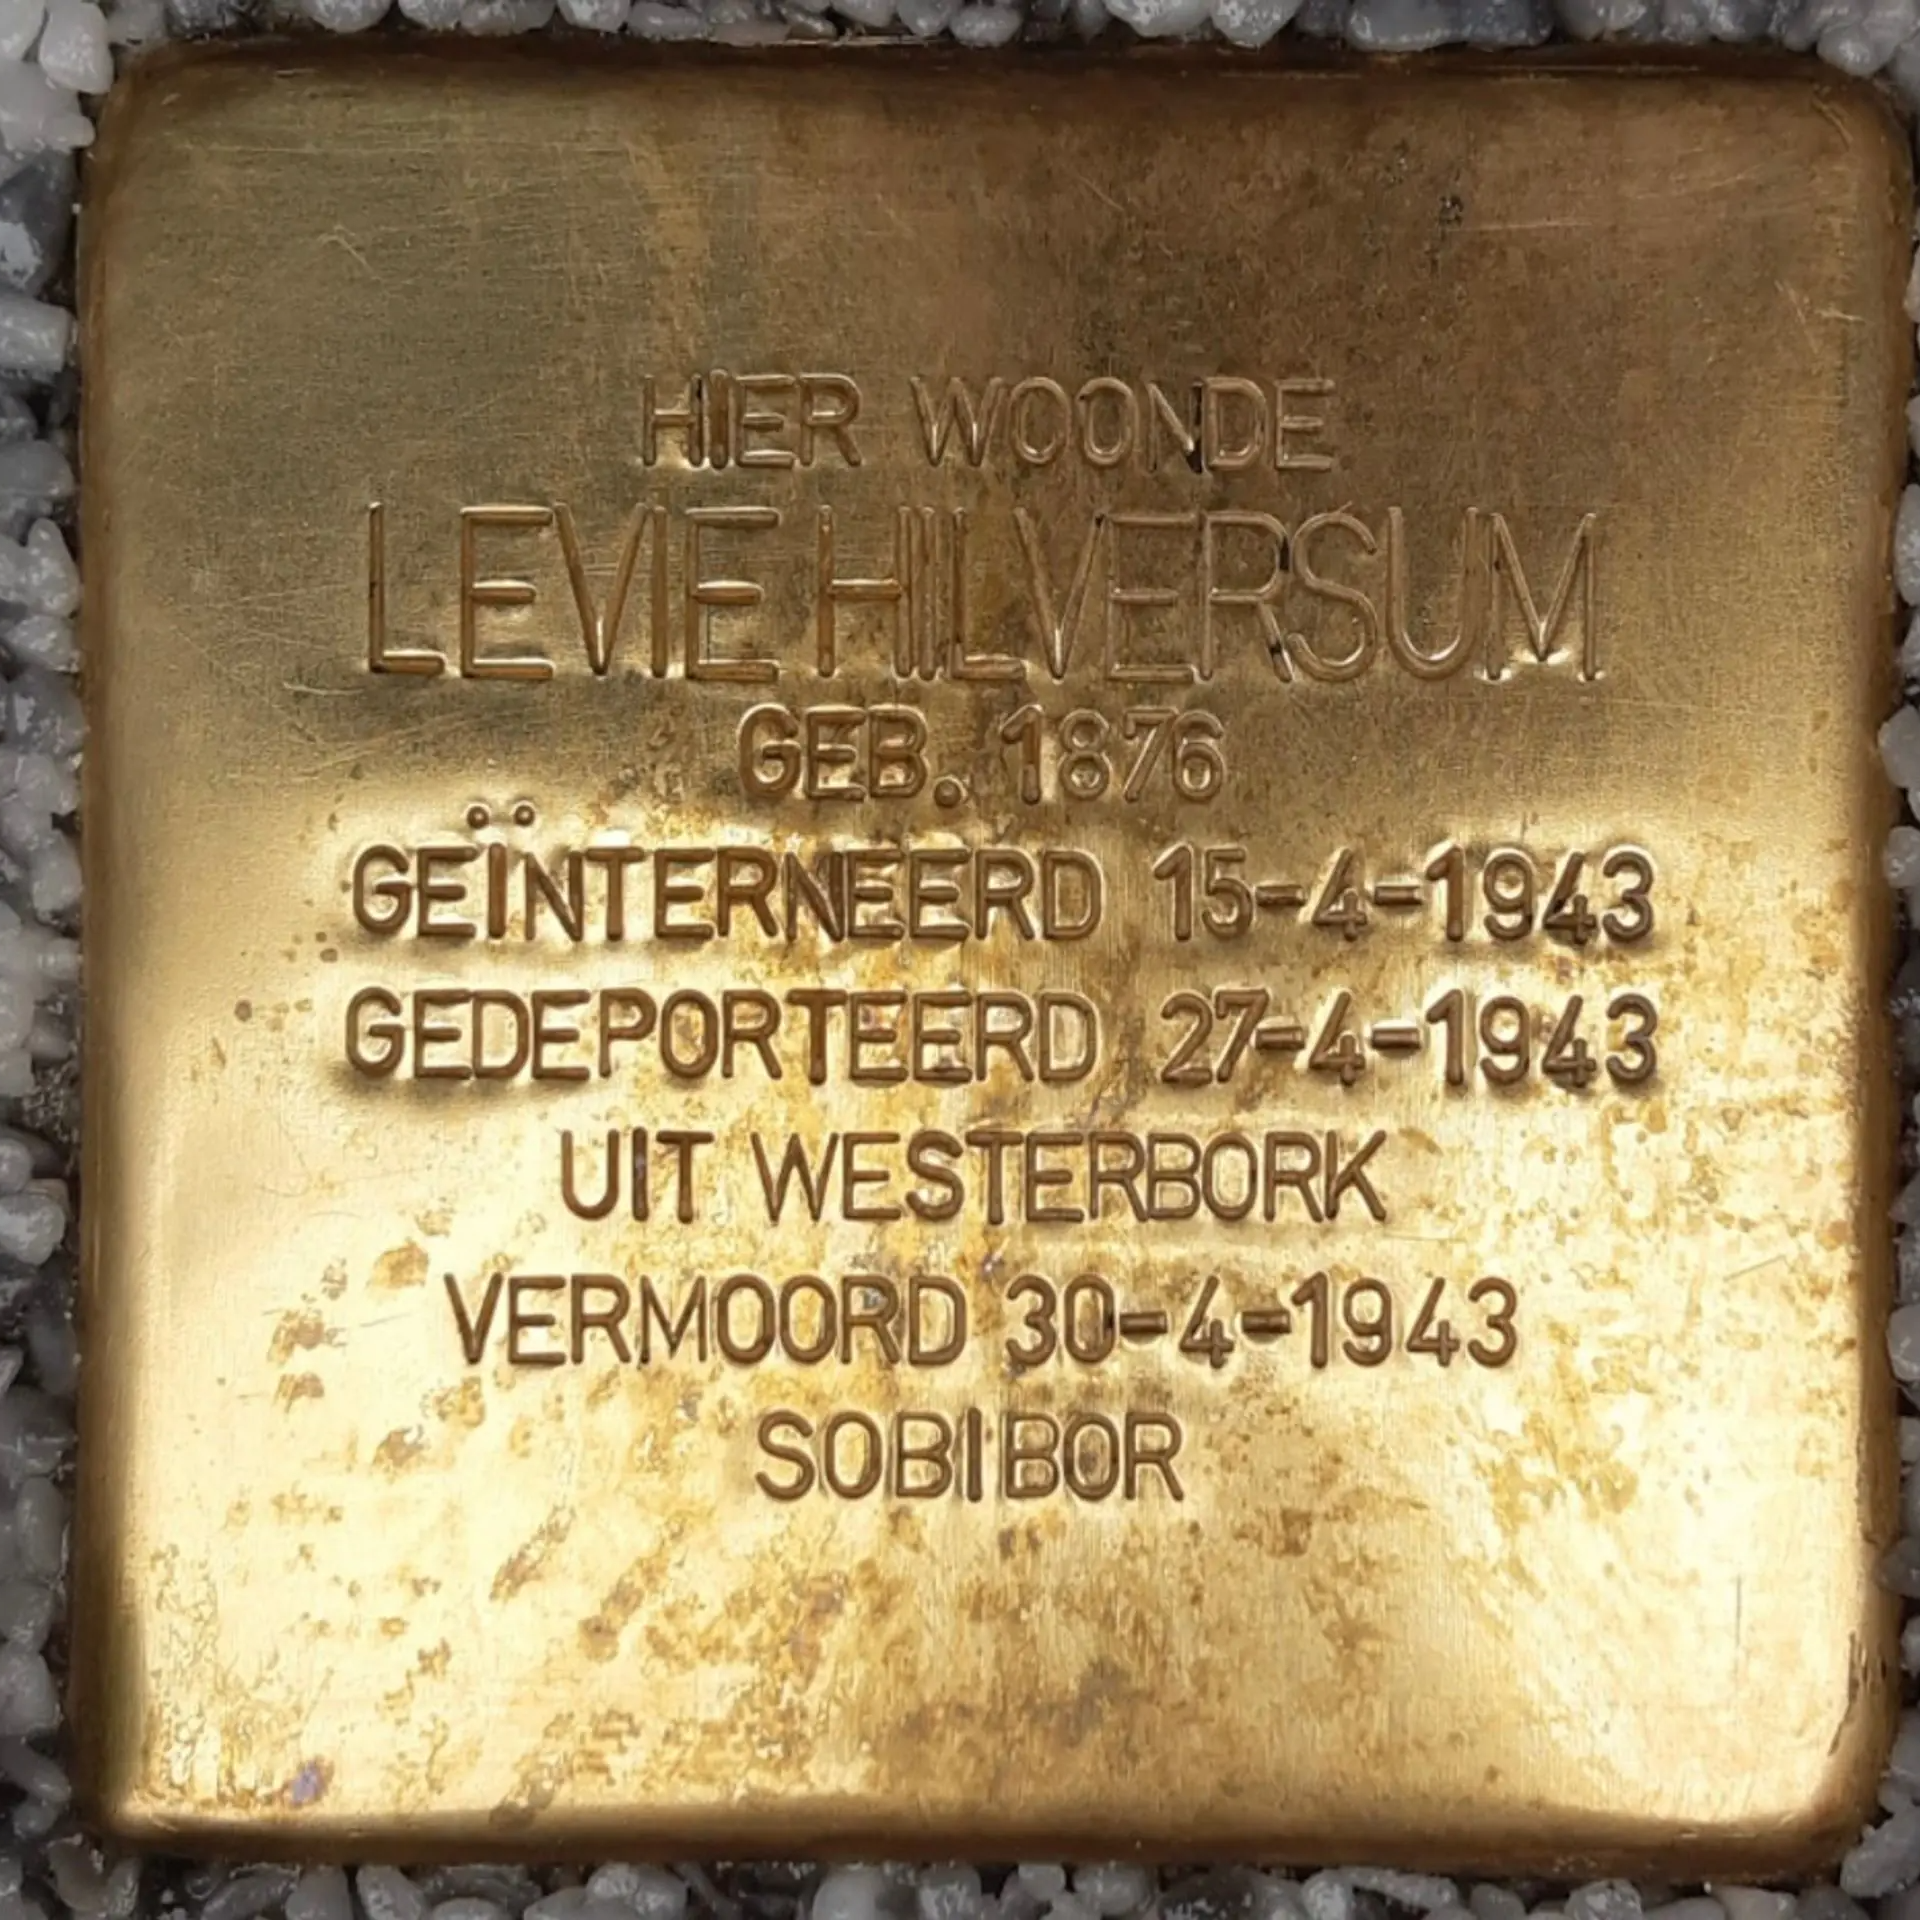 HIER WOONDE
LEVIE HILVERSUM
GEB. 1876
GEÏNTERNEERD 15-4-1943
GEDEPORTEERD 27-4-1943
UIT WESTERBORK
VERMOORD 30-4-1943
SOBIBOR